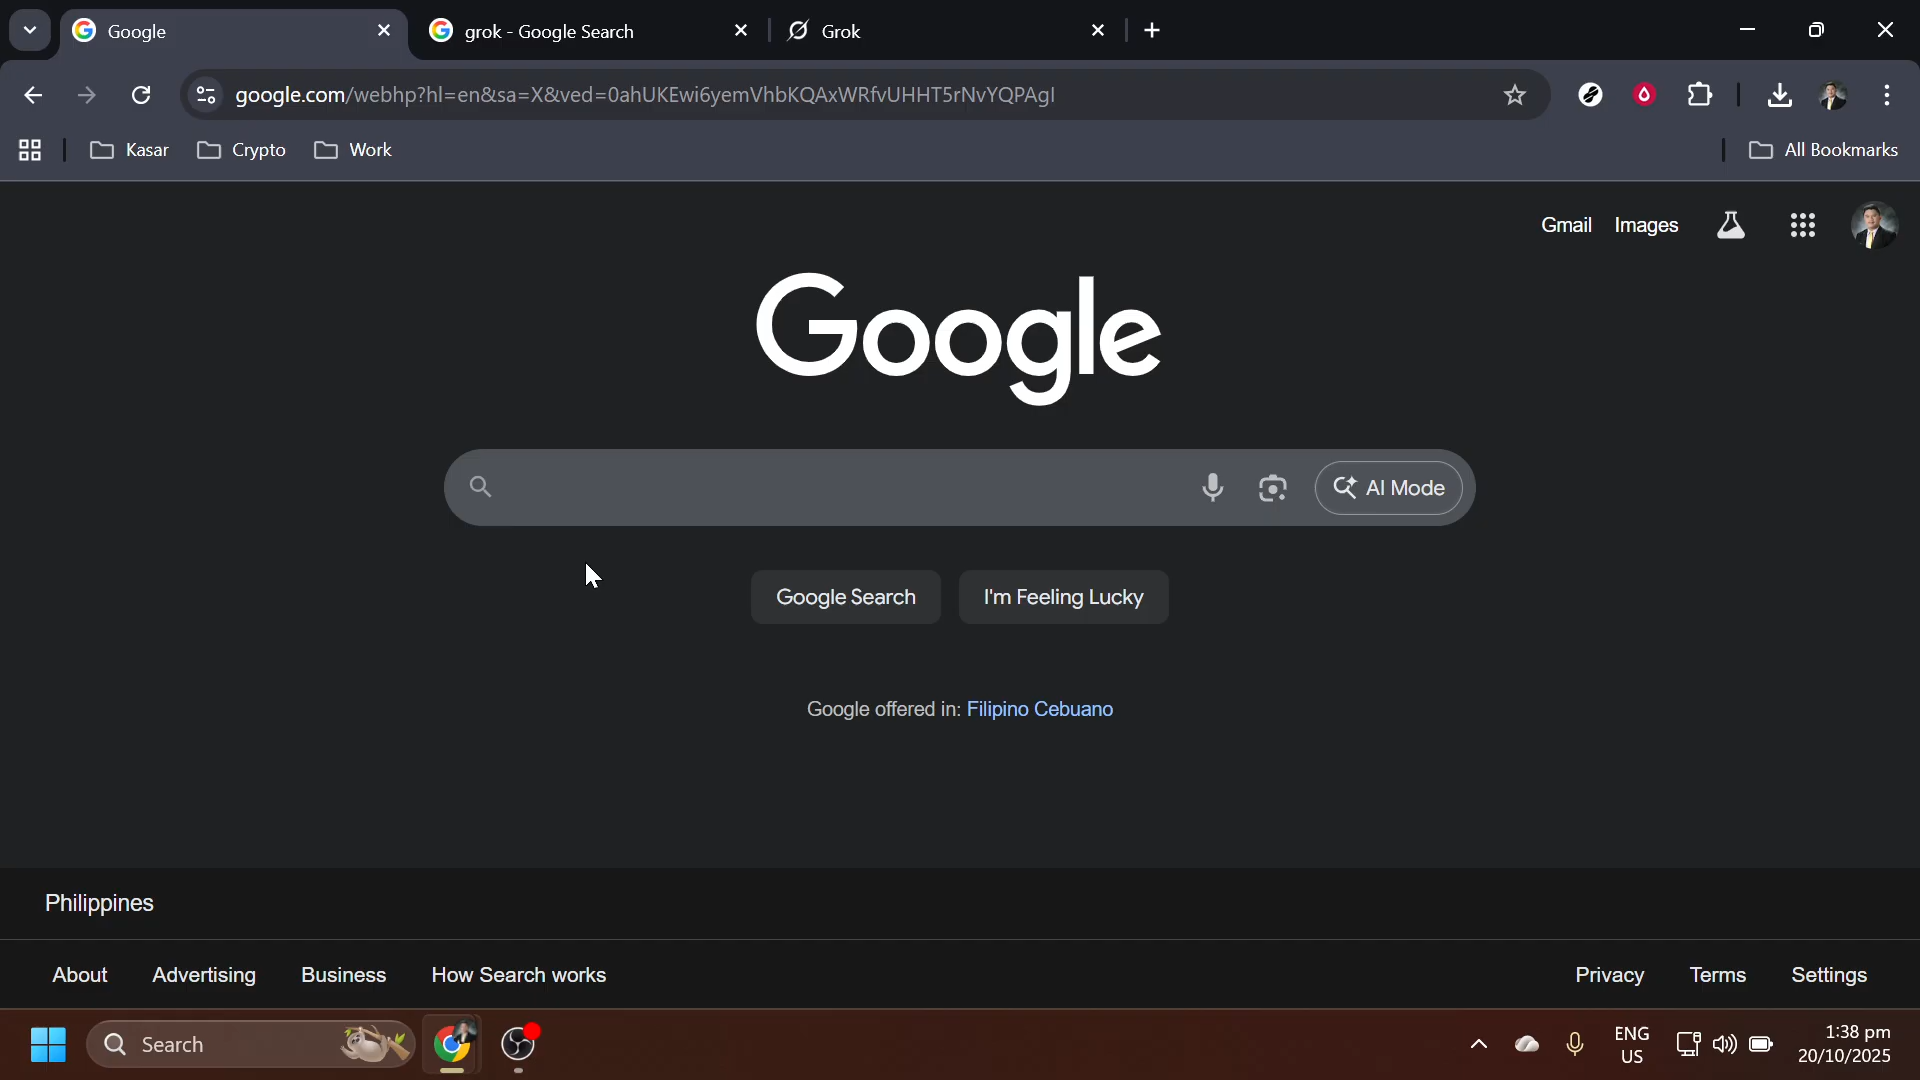 Google
grok - Google Search
Grok
google.com/webhp?hl=en&sa=X&ved=0ahUKEwi6yemVhbKQAxWRfvUHHT5rNvYQPAgI
Kasar
Crypto
Work
All Bookmarks
Gmail
Images
Google
AI Mode
Google Search
I'm Feeling Lucky
Google offered in: Filipino Cebuano
Philippines
About
Advertising
Business
How Search works
Privacy
Terms
Settings
Search
ENG
US
1:38 pm
20/10/2025